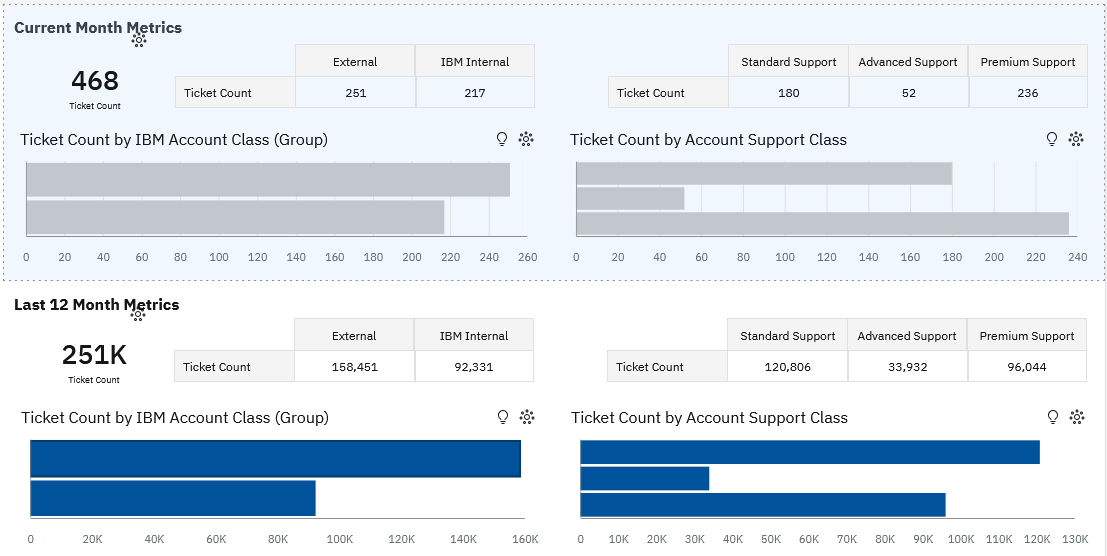 Current Month Metrics
468
Ticket Count
External IBM Internal
Ticket Count 251 217
Standard Support Advanced Support Premium Support
Ticket Count 180 52 236
Ticket Count by IBM Account Class (Group)
0 20 40 60 80 100 120 140 160 180 200 220 240 260
Ticket Count by Account Support Class
0 20 40 60 80 100 120 140 160 180 200 220 240
Last 12 Month Metrics
251K
Ticket Count
External IBM Internal
Ticket Count 158,451 92,331
Standard Support Advanced Support Premium Support
Ticket Count 120,806 33,932 96,044
Ticket Count by IBM Account Class (Group)
0 20K 40K 60K 80K 100K 120K 140K 160K
Ticket Count by Account Support Class
0 10K 20K 30K 40K 50K 60K 70K 80K 90K 100K 110K 120K 130K